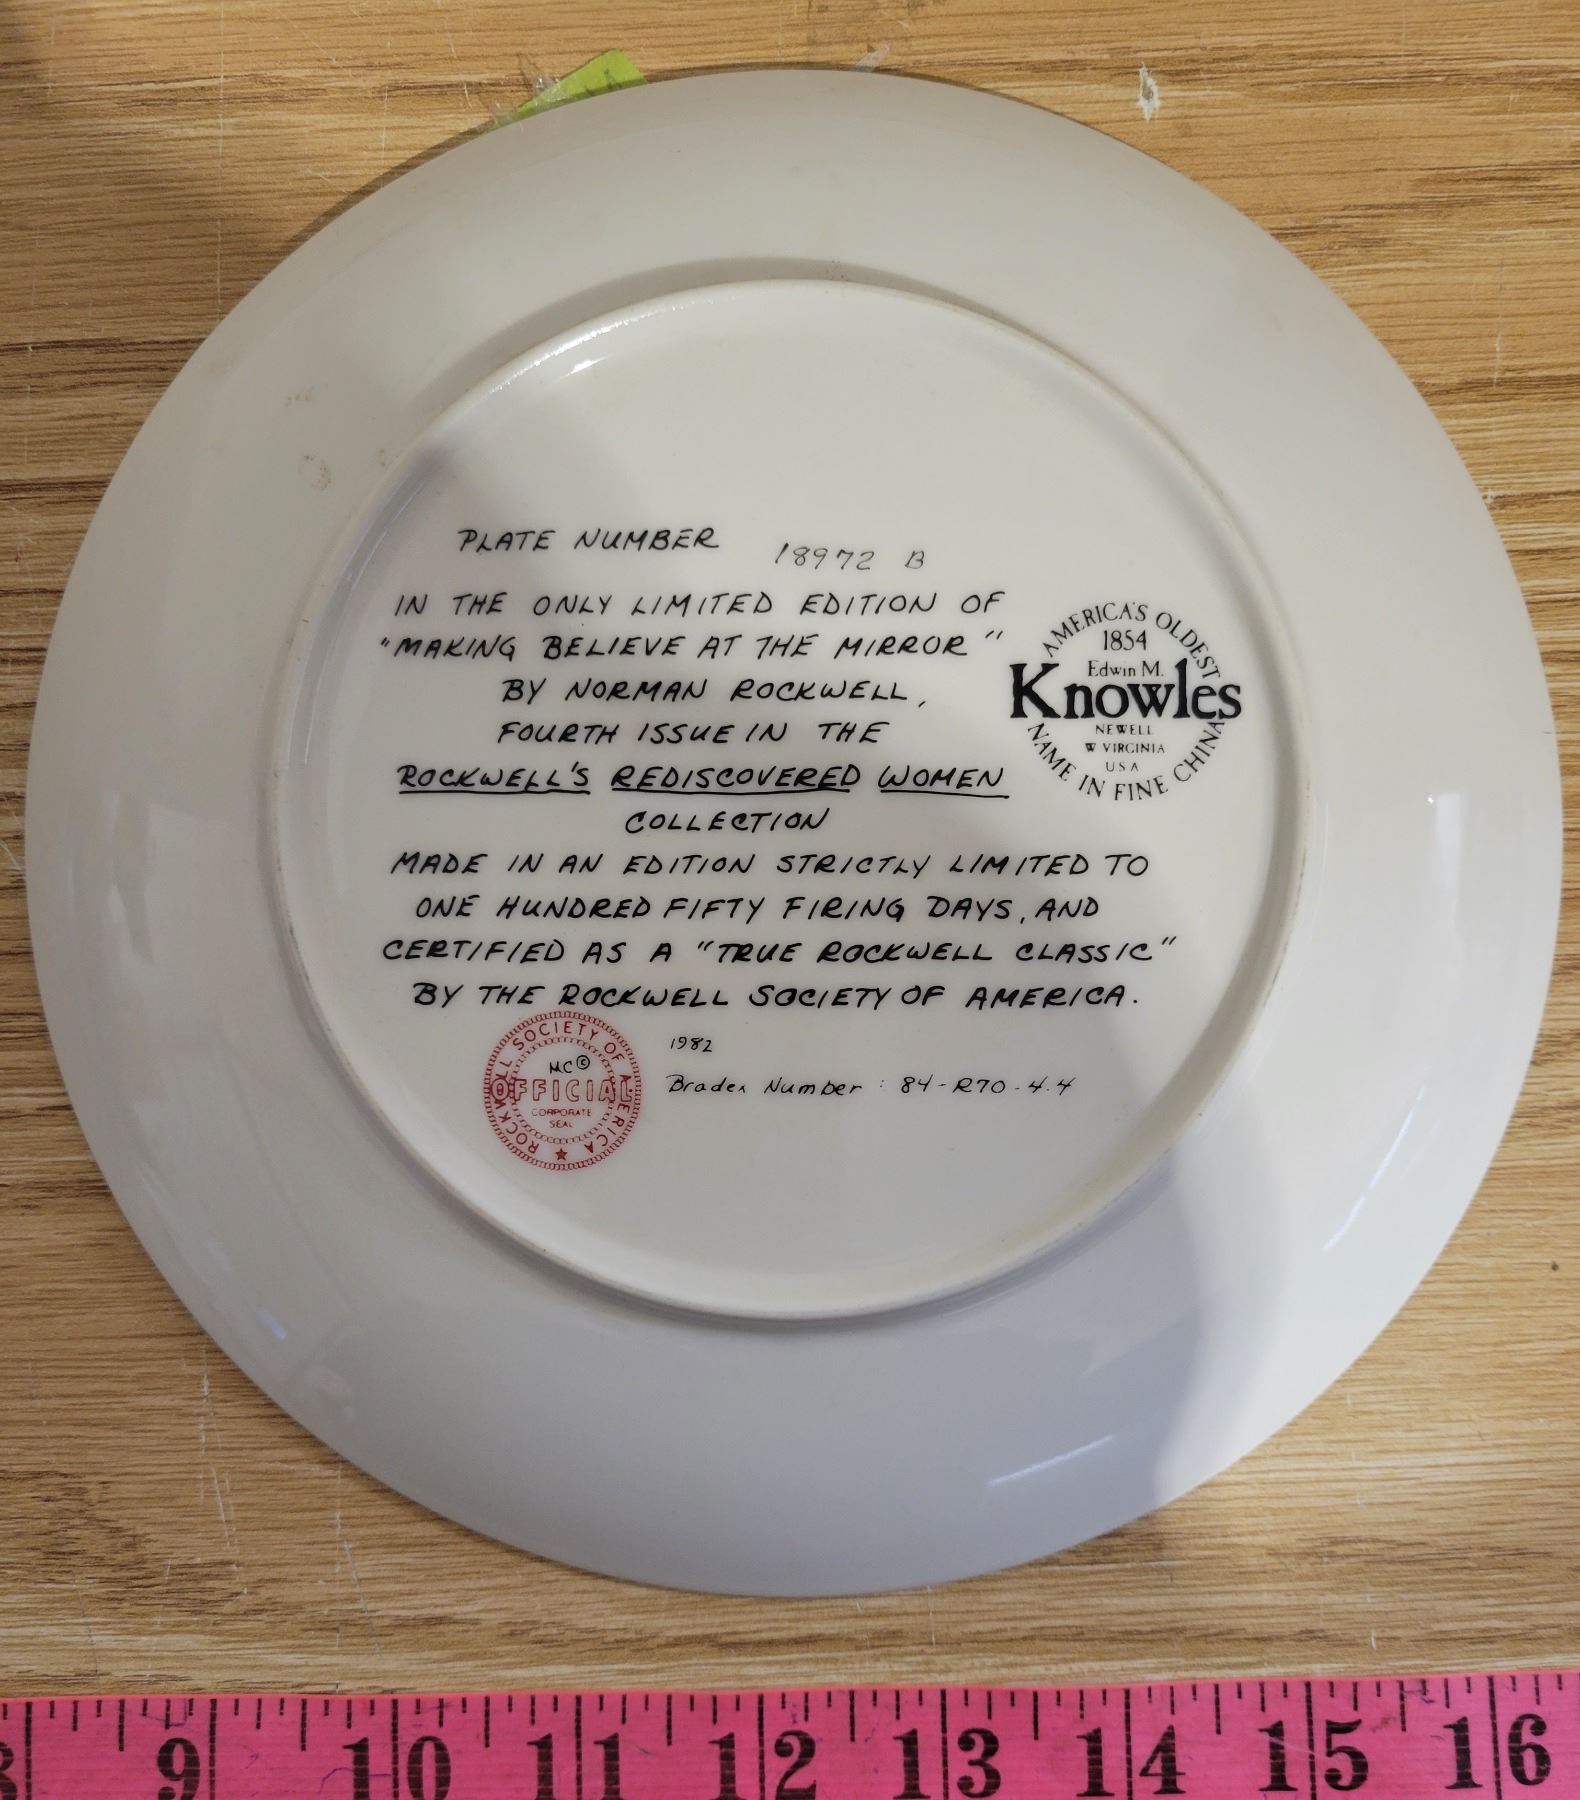 PLATE NUMBER 18972 B
IN THE ONLY LIMITED EDITION OF
"MAKING BELIEVE AT THE MIRROR"
BY NORMAN ROCKWELL,
FOURTH ISSUE IN THE
ROCKWELL'S REDISCOVERED WOMEN
COLLECTION
MADE IN AN EDITION STRICTLY LIMITED TO
ONE HUNDRED FIFTY FIRING DAYS, AND
CERTIFIED AS A "TRUE ROCKWELL CLASSIC"
BY THE ROCKWELL SOCIETY OF AMERICA.
AMERICA'S OLDEST
1854
Edwin M.
Knowles
NEWELL
W VIRGINIA
USA
NAME IN FINE CHINA
ROCKWELL SOCIETY OF AMERICA
MC©
OFFICIAL
CORPORATE
SEAL
1982
Bradex Number: 84-R70-4.4
8 9 10 11 12 13 14 15 16